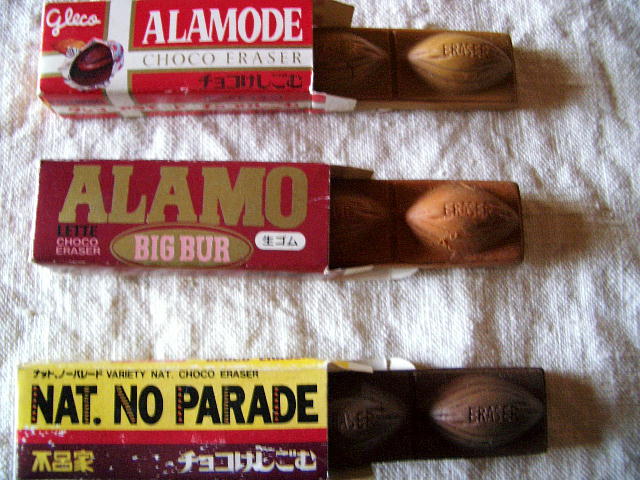 Gleco
ALAMODE
CHOCO ERASER
チョコけしごむ
ERASER
ALAMO
LETTE
CHOCO
ERASER
BIG BUR
生ゴム
ERASER
ナット、ノーパレード VARIETY NAT. CHOCO ERASER
NAT. NO PARADE
不呂家
チョコけしごむ
ERASER
ERASER